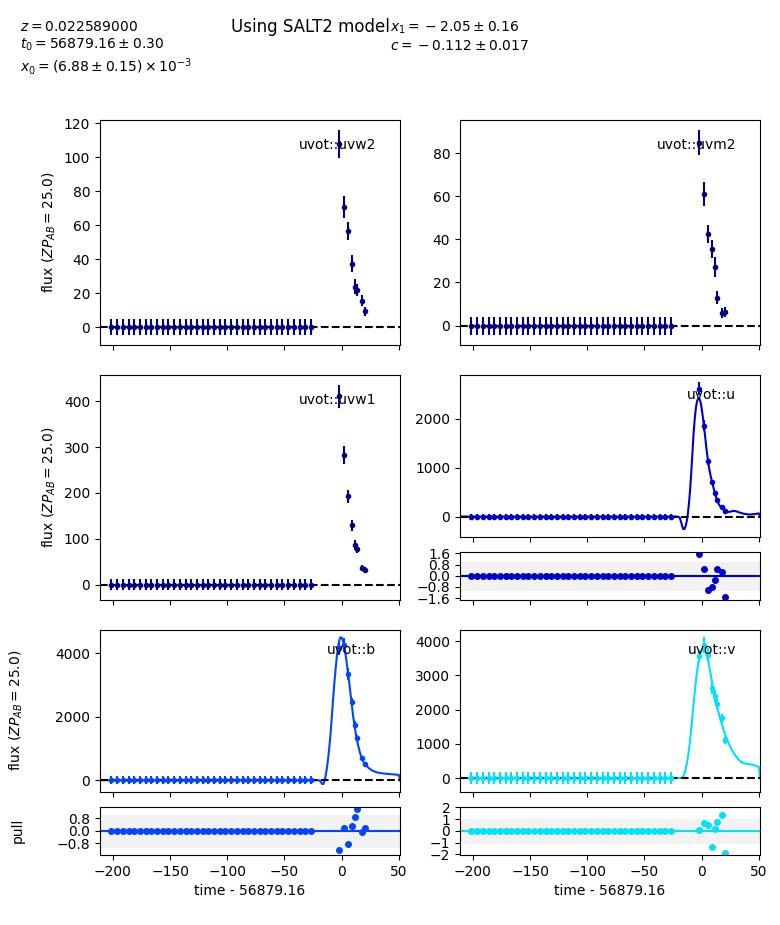 z = 0.022589000
Using SALT2 model
x₁ = −2.05 ± 0.16
t₀ = 56879.16 ± 0.30
c = −0.112 ± 0.017
x₀ = (6.88 ± 0.15) × 10⁻³
120
100
80
60
40
20
0
flux (ZP_AB = 25.0)
uvot::uvw2
80
60
40
20
0
uvot::uvm2
400
300
200
100
0
flux (ZP_AB = 25.0)
uvot::uvw1
2000
1000
0
uvot::u
1.6
0.8
0.0
−0.8
−1.6
4000
2000
0
flux (ZP_AB = 25.0)
uvot::b
4000
3000
2000
1000
0
uvot::v
0.8
0.0
−0.8
pull
2
1
0
−1
−2
−200 −150 −100 −50 0 50
time - 56879.16
−200 −150 −100 −50 0 50
time - 56879.16